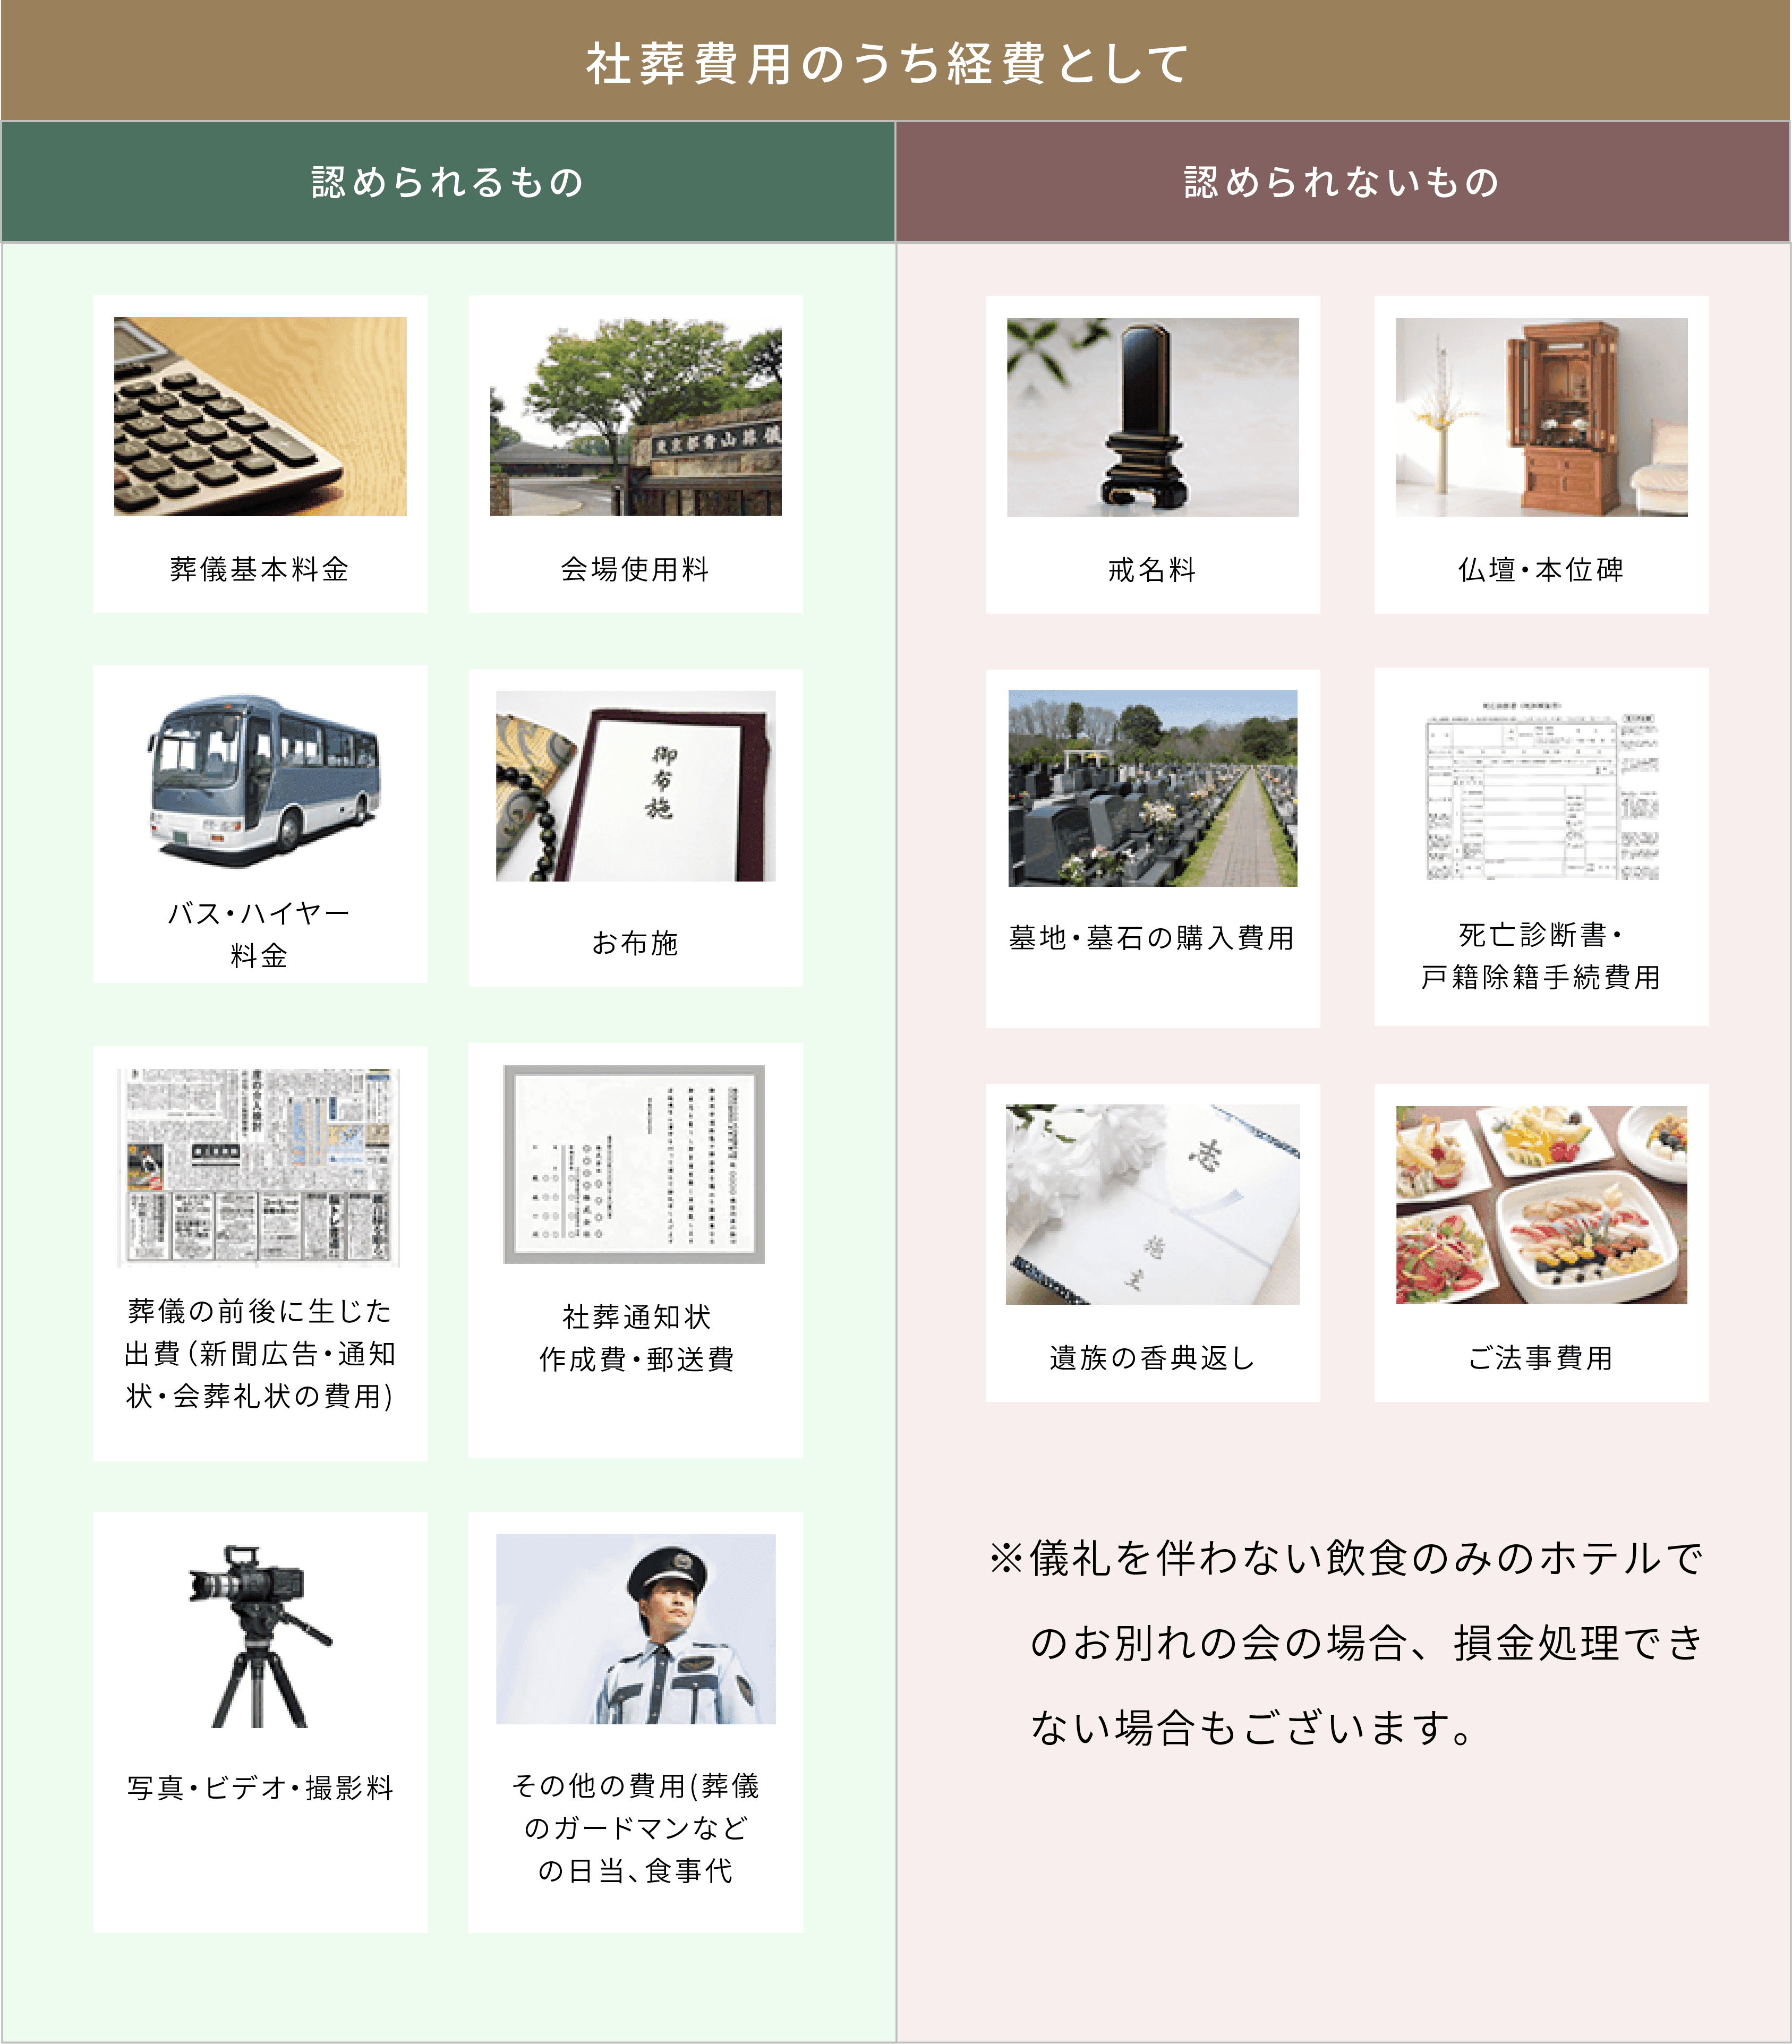 社葬費用のうち経費として
認められるもの
認められないもの
東京都青山葬儀
葬儀基本料金
会場使用料
戒名料
仏壇・本位碑
御布施
バス・ハイヤー
料金
お布施
墓地・墓石の購入費用
死亡診断書・
戸籍除籍手続費用
葬儀の前後に生じた
出費（新聞広告・通知
状・会葬礼状の費用)
社葬通知状
作成費・郵送費
志
遺族の香典返し
ご法事費用
写真・ビデオ・撮影料
その他の費用(葬儀
のガードマンなど
の日当、食事代
※儀礼を伴わない飲食のみのホテルで
のお別れの会の場合、損金処理でき
ない場合もございます。